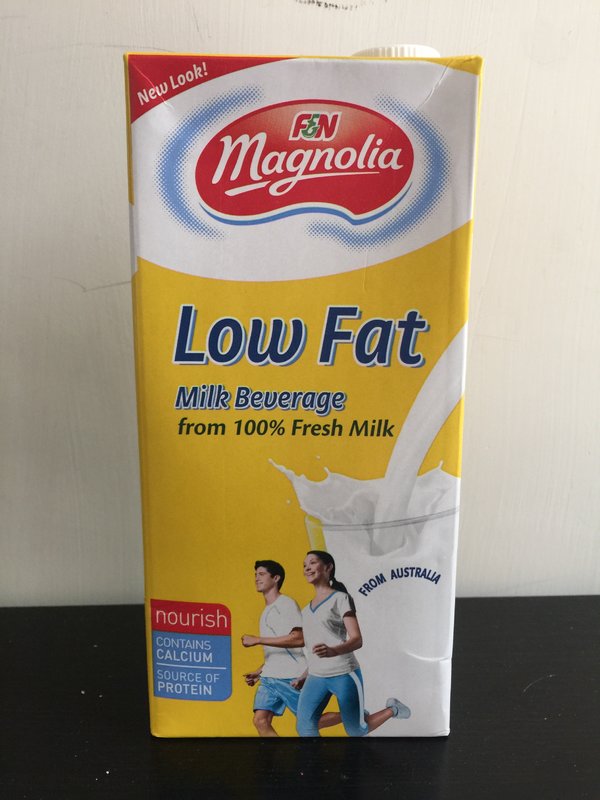 New Look!
F&N
Magnolia
Low Fat
Milk Beverage
from 100% Fresh Milk
FROM AUSTRALIA
nourish
CONTAINS
CALCIUM
SOURCE OF
PROTEIN